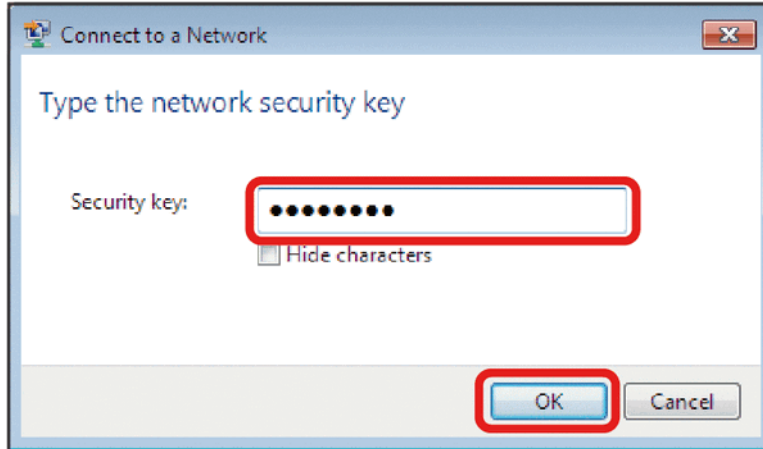 Connect to a Network
Type the network security key
Security key: ●●●●●●●●
Hide characters
OK Cancel